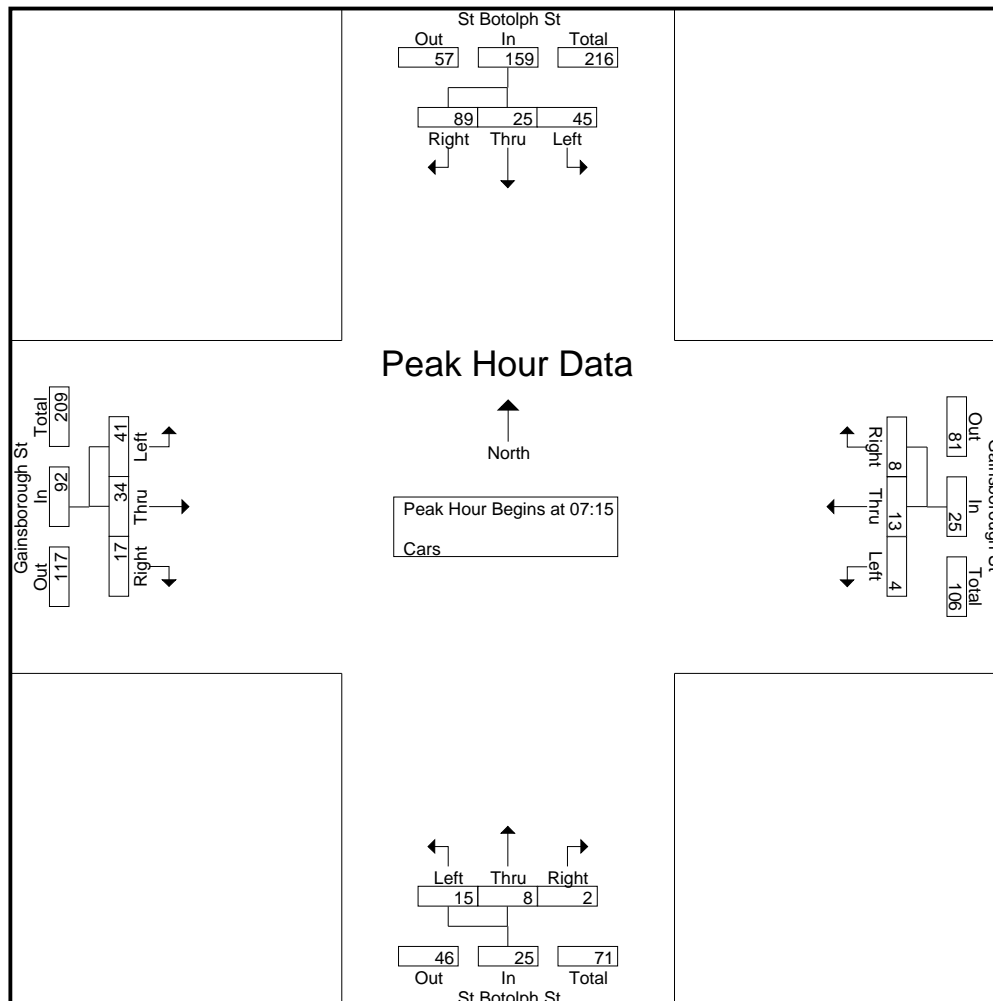 St Botolph St
Out In Total
57 159 216
89 25 45
Right Thru Left
Peak Hour Data
North
Peak Hour Begins at 07:15
Cars
Gainsborough St
Total In Out
209 92 117
41 34 17
Left Thru Right
Right Thru Left
8 13 4
Out In Total
81 25 106
Gainsborough St
Left Thru Right
15 8 2
46 25 71
Out In Total
St Botolph St